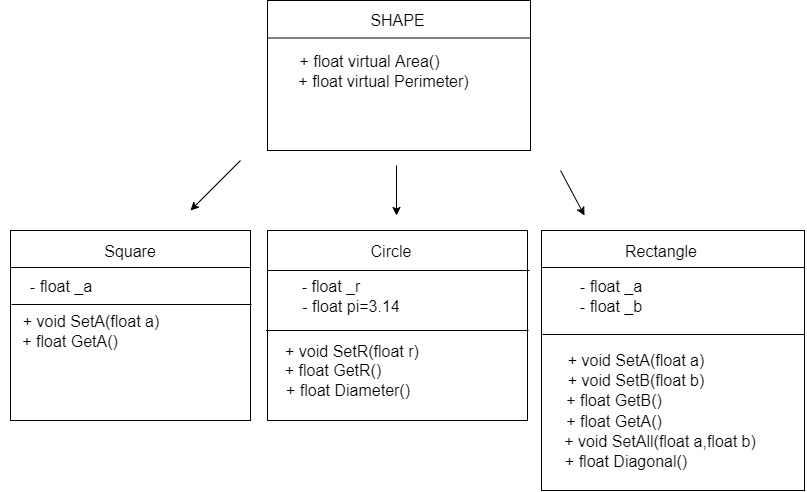 SHAPE
+ float virtual Area()
+ float virtual Perimeter)
Square
- float _a
+ void SetA(float a)
+ float GetA()
Circle
- float _r
- float pi=3.14
+ void SetR(float r)
+ float GetR()
+ float Diameter()
Rectangle
- float _a
- float _b
+ void SetA(float a)
+ void SetB(float b)
+ float GetB()
+ float GetA()
+ void SetAll(float a,float b)
+ float Diagonal()